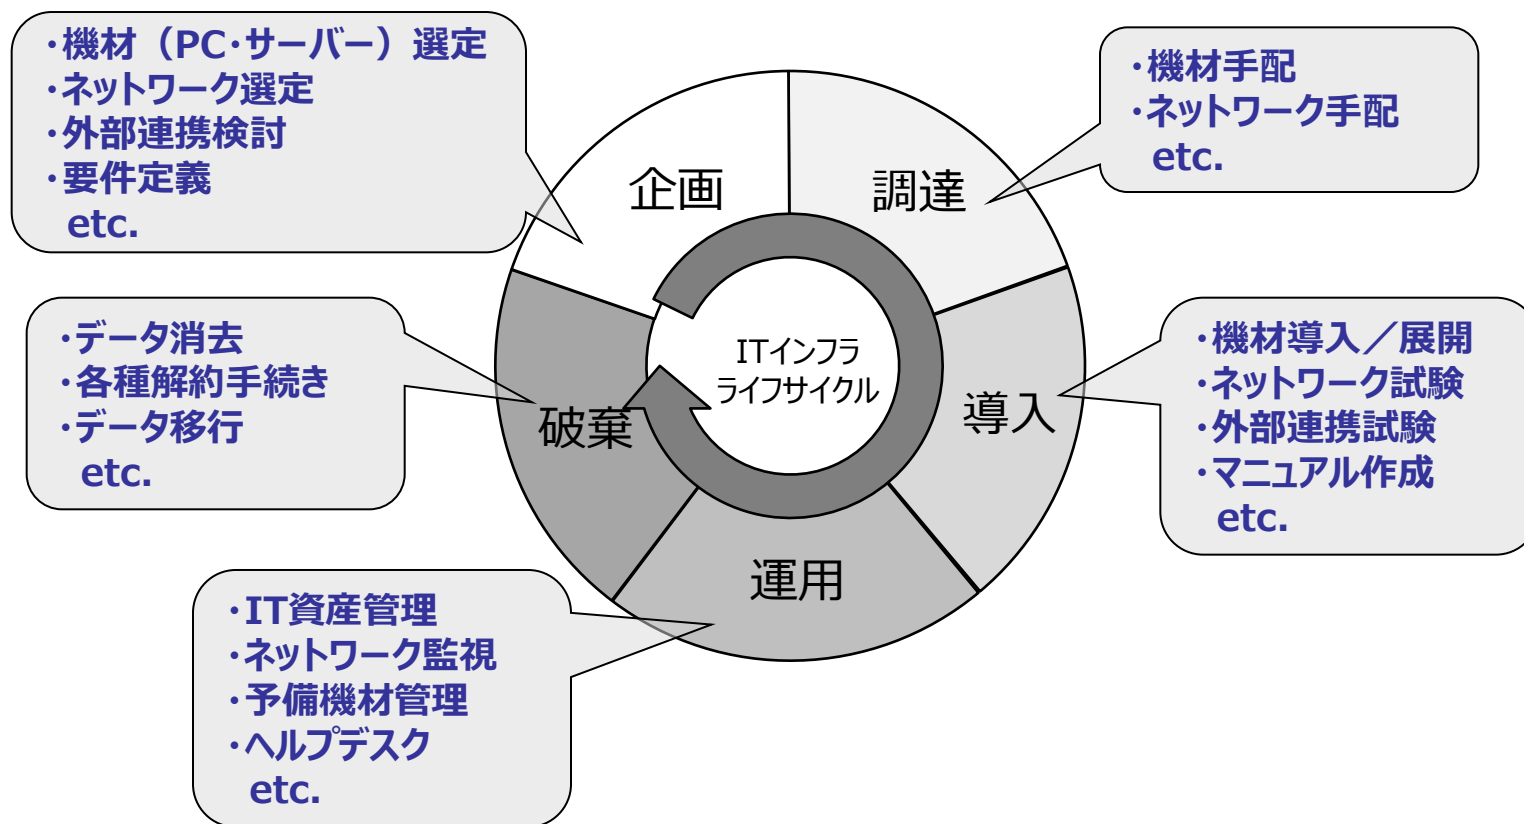 ・機材（PC・サーバー）選定
・ネットワーク選定
・外部連携検討
・要件定義
etc.
・機材手配
・ネットワーク手配
etc.
企画
調達
ITインフラ
ライフサイクル
・データ消去
・各種解約手続き
・データ移行
etc.
・機材導入／展開
・ネットワーク試験
・外部連携試験
・マニュアル作成
etc.
破棄
導入
運用
・IT資産管理
・ネットワーク監視
・予備機材管理
・ヘルプデスク
etc.